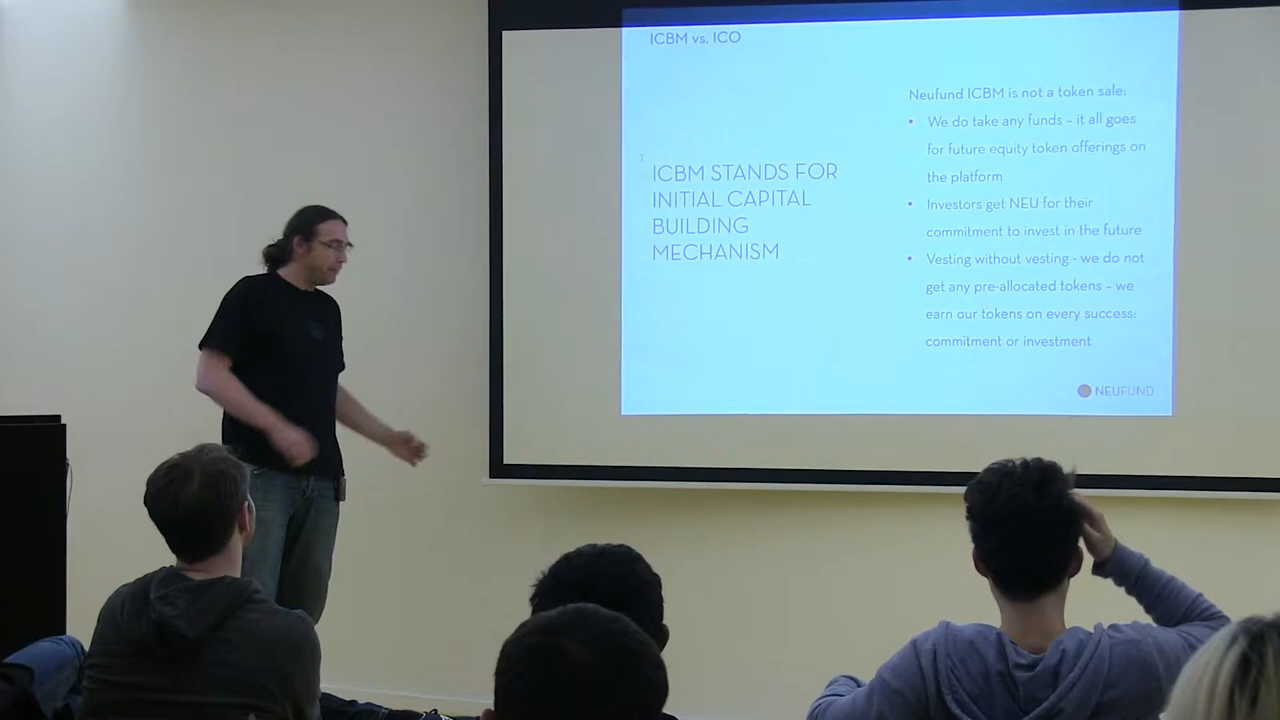 ICBM vs. ICO
ICBM STANDS FOR
INITIAL CAPITAL
BUILDING
MECHANISM
Neufund ICBM is not a token sale:
• We do take any funds – it all goes
for future equity token offerings on
the platform
• Investors get NEU for their
commitment to invest in the future
• Vesting without vesting - we do not
get any pre-allocated tokens – we
earn our tokens on every success:
commitment or investment
NEUFUND